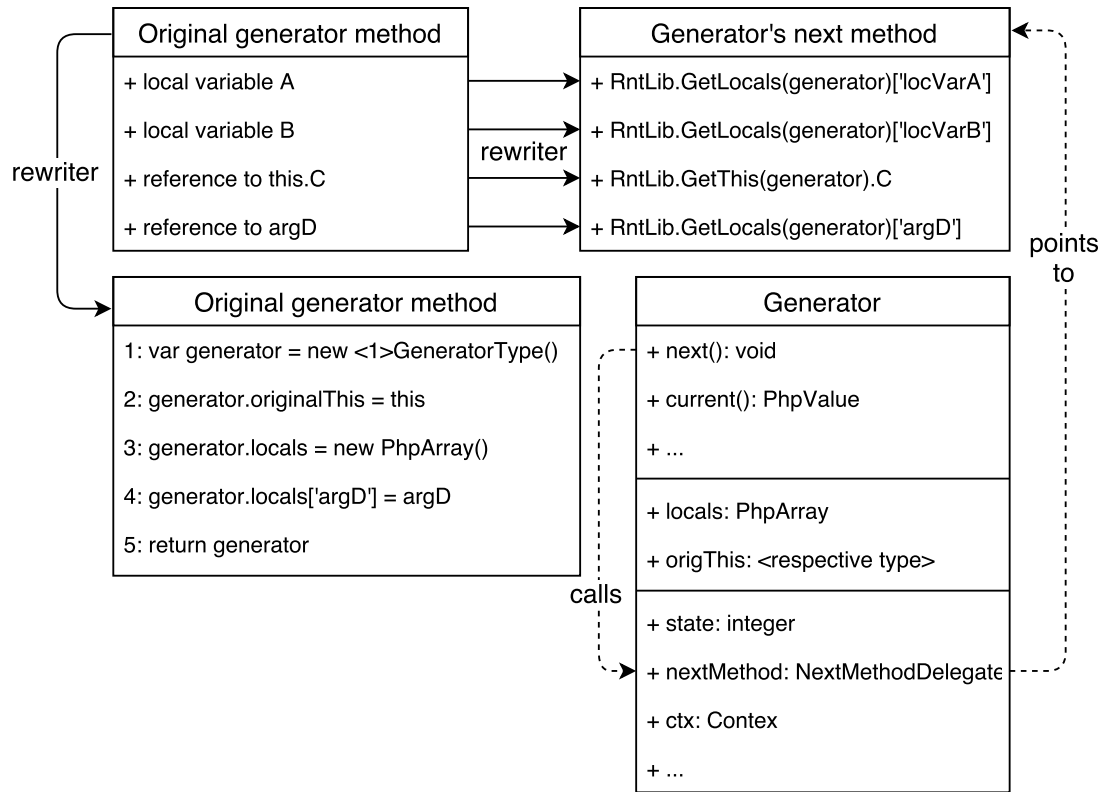 Original generator method
+ local variable A
+ local variable B
+ reference to this.C
+ reference to argD
rewriter
rewriter
Generator's next method
+ RntLib.GetLocals(generator)['locVarA']
+ RntLib.GetLocals(generator)['locVarB']
+ RntLib.GetThis(generator).C
+ RntLib.GetLocals(generator)['argD']
points
to
Original generator method
1: var generator = new <1>GeneratorType()
2: generator.originalThis = this
3: generator.locals = new PhpArray()
4: generator.locals['argD'] = argD
5: return generator
calls
Generator
+ next(): void
+ current(): PhpValue
+ ...
+ locals: PhpArray
+ origThis: <respective type>
+ state: integer
+ nextMethod: NextMethodDelegate
+ ctx: Contex
+ ...